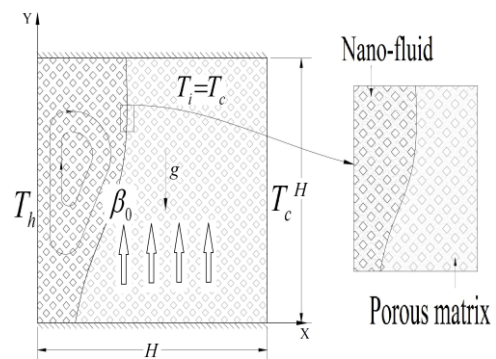 Y
Nano-fluid
T_i=T_c
T_h
β_0
g
T_c
H
Porous matrix
X
H